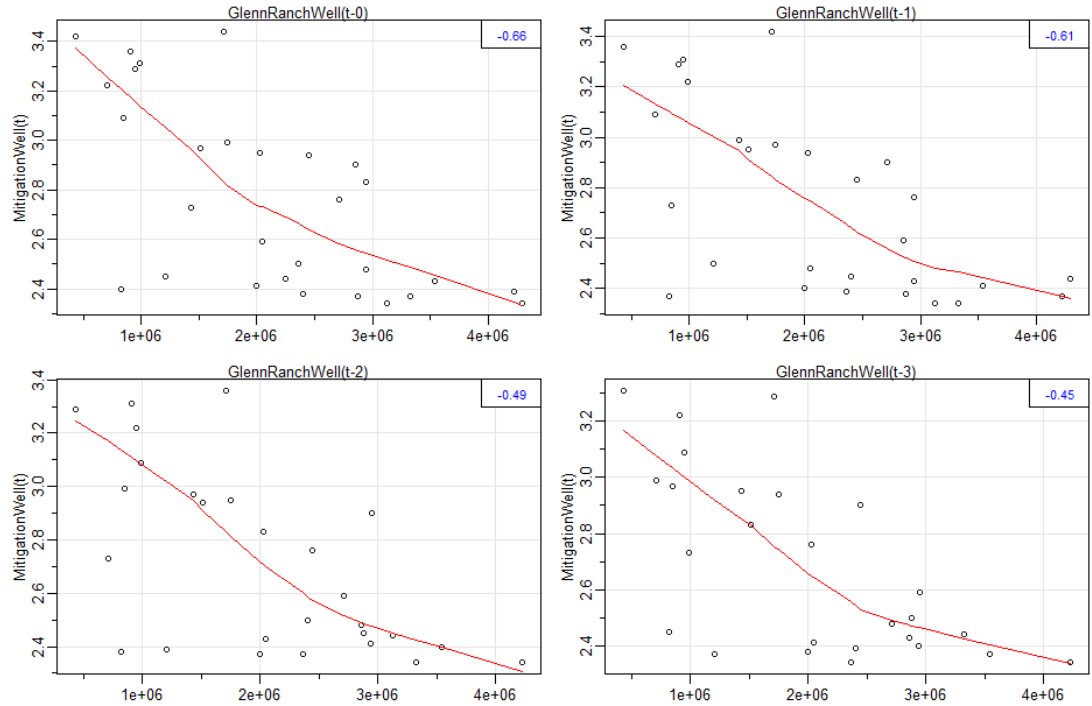 GlennRanchWell(t-0)
-0.66
MitigationWell(t)
3.4
3.2
3.0
2.8
2.6
2.4
1e+06 2e+06 3e+06 4e+06
GlennRanchWell(t-1)
-0.61
MitigationWell(t)
3.4
3.2
3.0
2.8
2.6
2.4
1e+06 2e+06 3e+06 4e+06
GlennRanchWell(t-2)
-0.49
MitigationWell(t)
3.4
3.2
3.0
2.8
2.6
2.4
1e+06 2e+06 3e+06 4e+06
GlennRanchWell(t-3)
-0.45
MitigationWell(t)
3.2
3.0
2.8
2.6
2.4
1e+06 2e+06 3e+06 4e+06